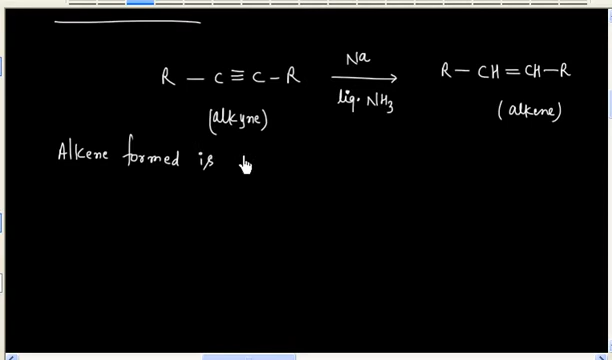 R — C ≡ C – R  Na / liq. NH3 →  R – CH = CH – R
(alkyne)  (alkene)
Alkene formed is